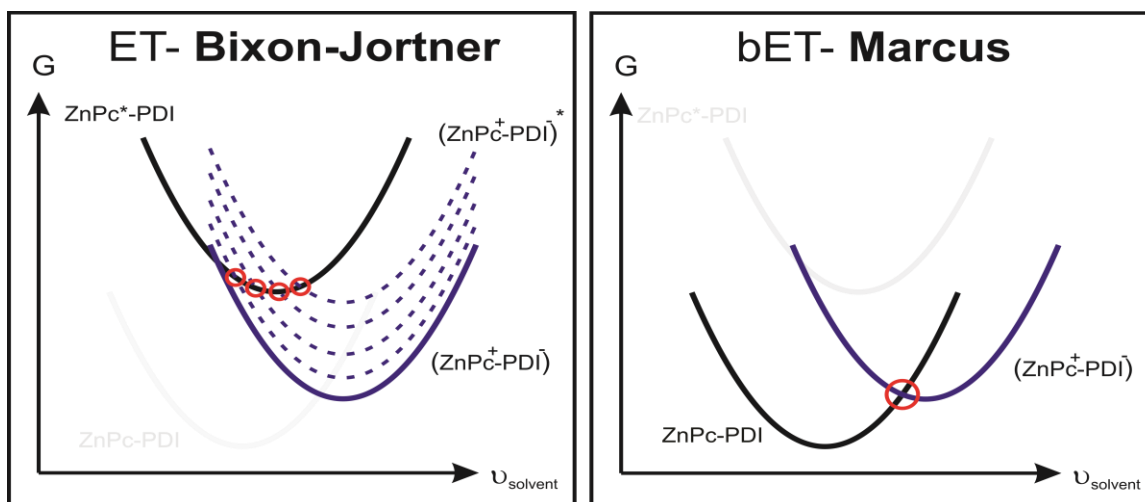 ET- Bixon-Jortner
G
ZnPc*-PDI
(ZnPc⁺-PDI⁻)*
(ZnPc⁺-PDI⁻)
ZnPc-PDI
υsolvent
bET- Marcus
G
ZnPc*-PDI
(ZnPc⁺-PDI⁻)
ZnPc-PDI
υsolvent